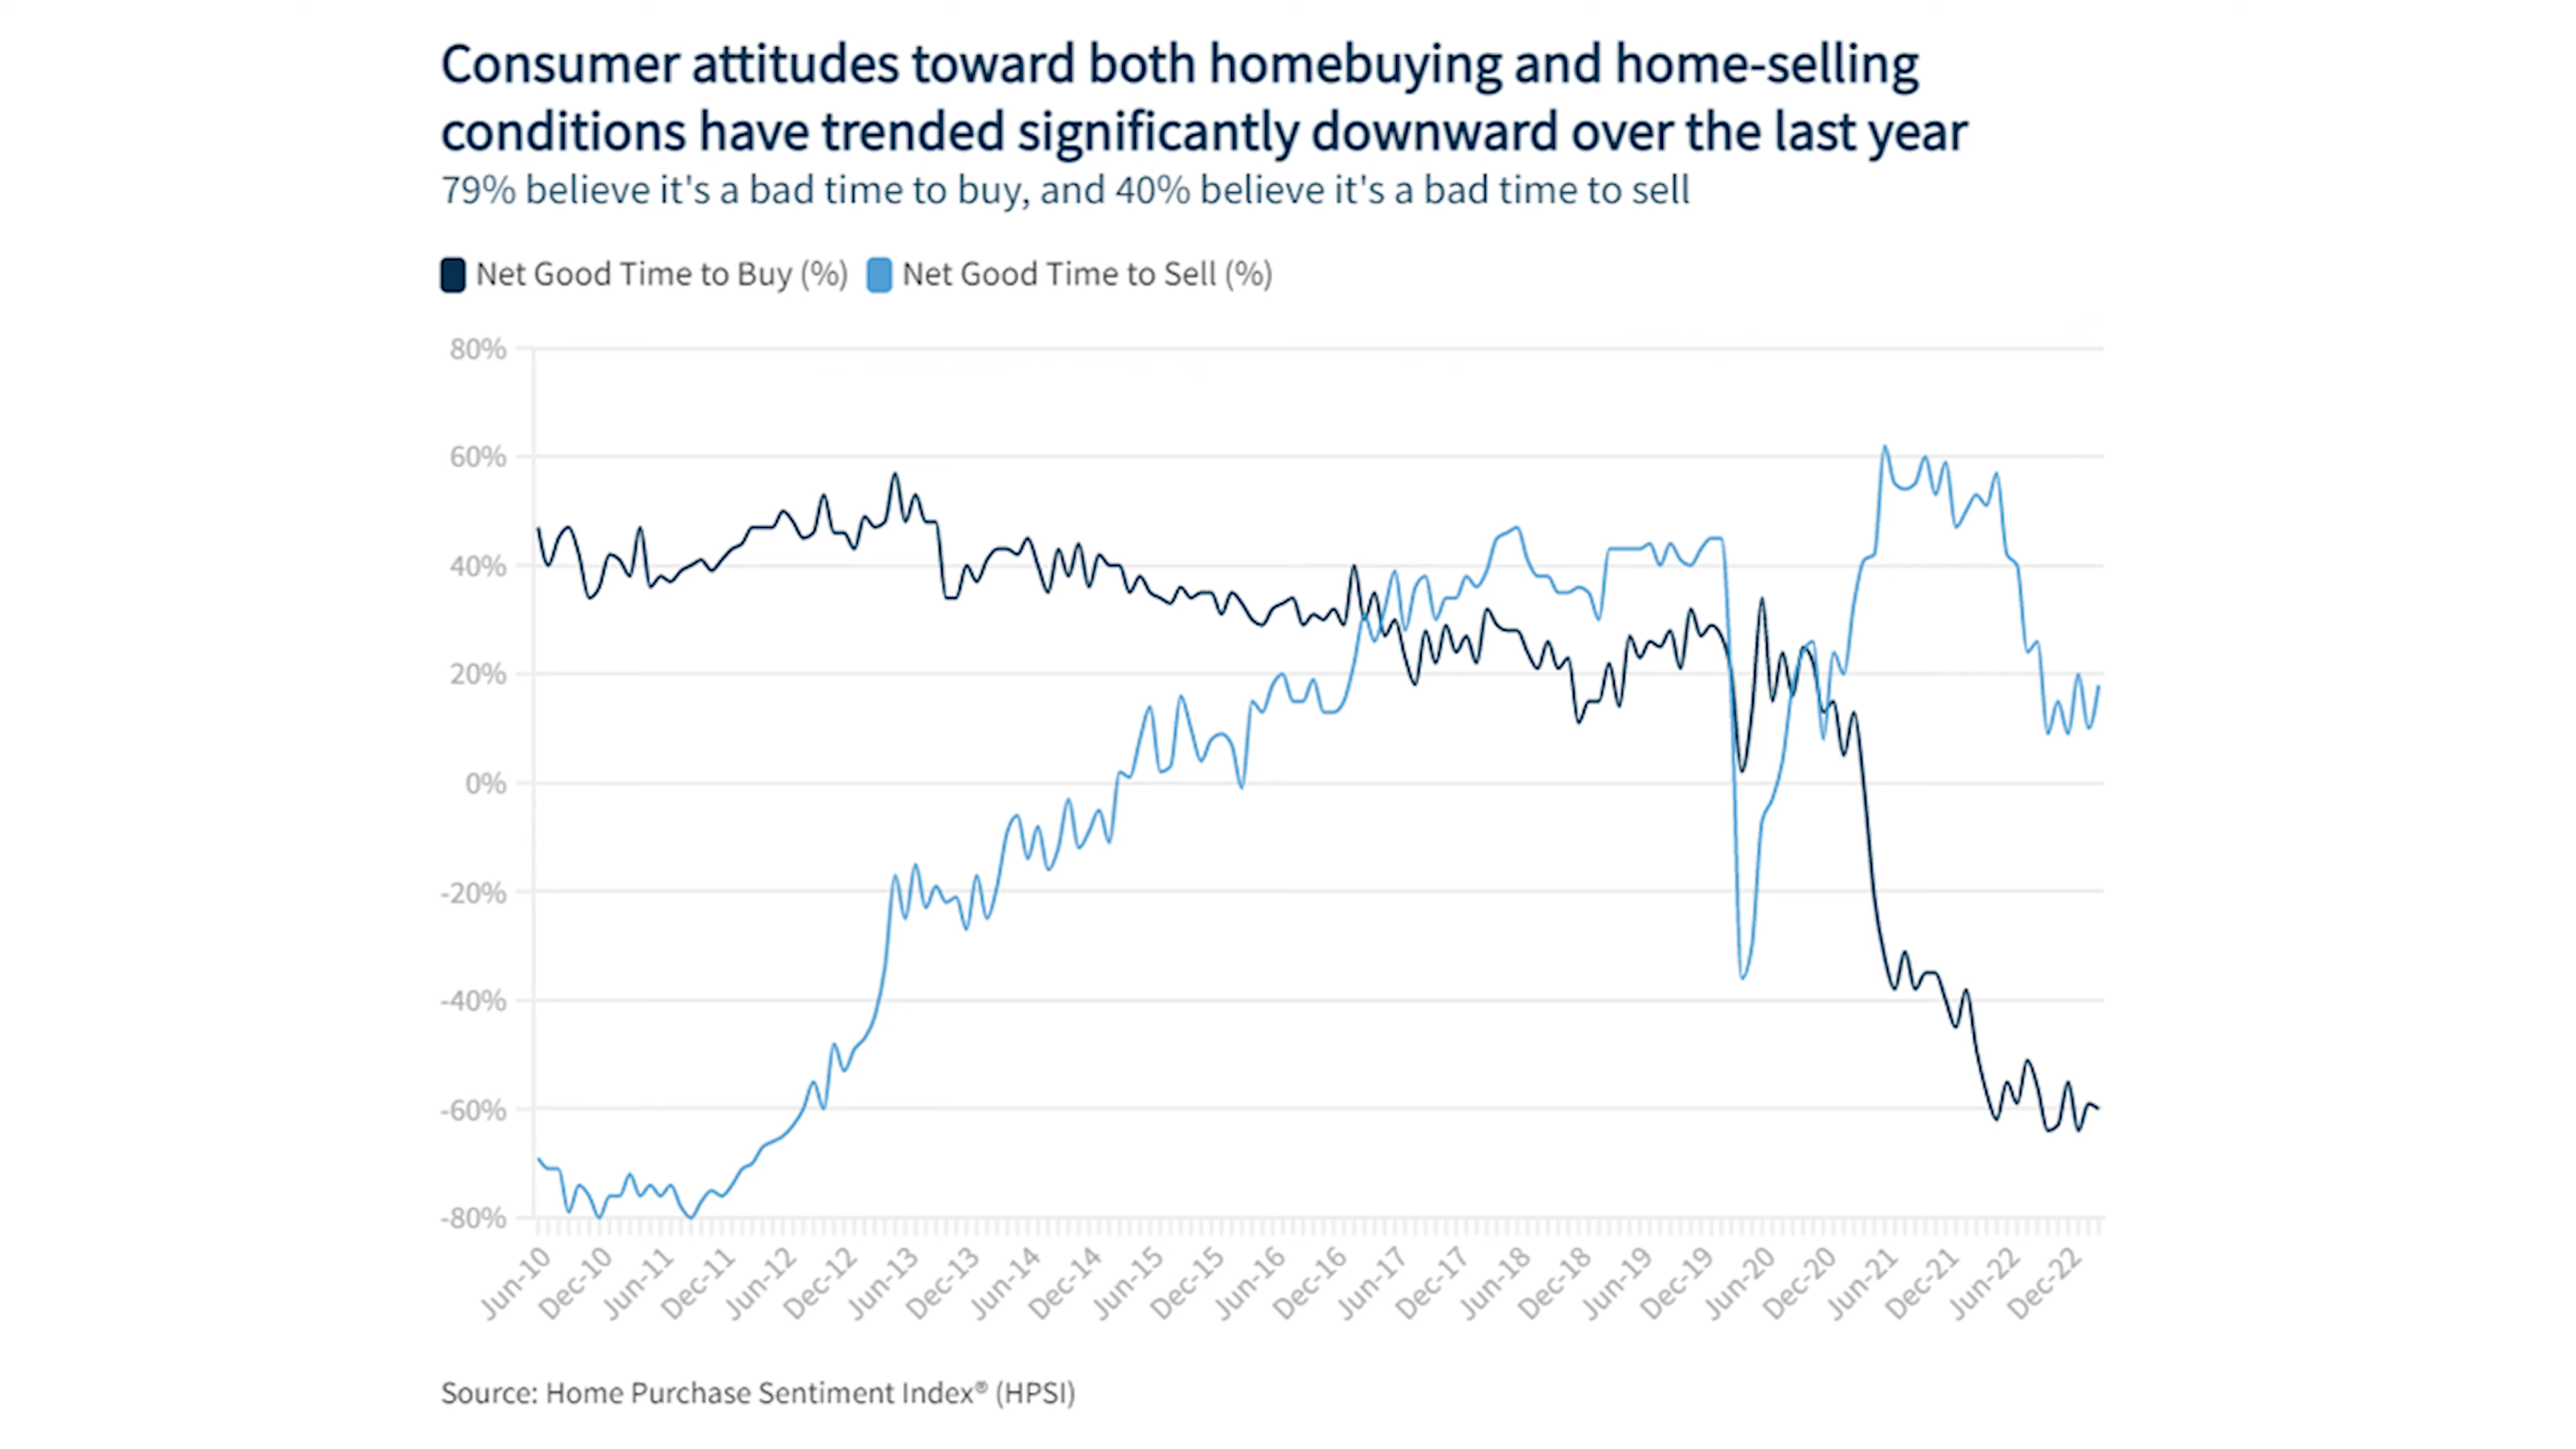 Consumer attitudes toward both homebuying and home-selling
conditions have trended significantly downward over the last year
79% believe it's a bad time to buy, and 40% believe it's a bad time to sell
Net Good Time to Buy (%) Net Good Time to Sell (%)
80%
60%
40%
20%
0%
-20%
-40%
-60%
-80%
Jun-10 Dec-10 Jun-11 Dec-11 Jun-12 Dec-12 Jun-13 Dec-13 Jun-14 Dec-14 Jun-15 Dec-15 Jun-16 Dec-16 Jun-17 Dec-17 Jun-18 Dec-18 Jun-19 Dec-19 Jun-20 Dec-20 Jun-21 Dec-21 Jun-22 Dec-22
Source: Home Purchase Sentiment Index® (HPSI)